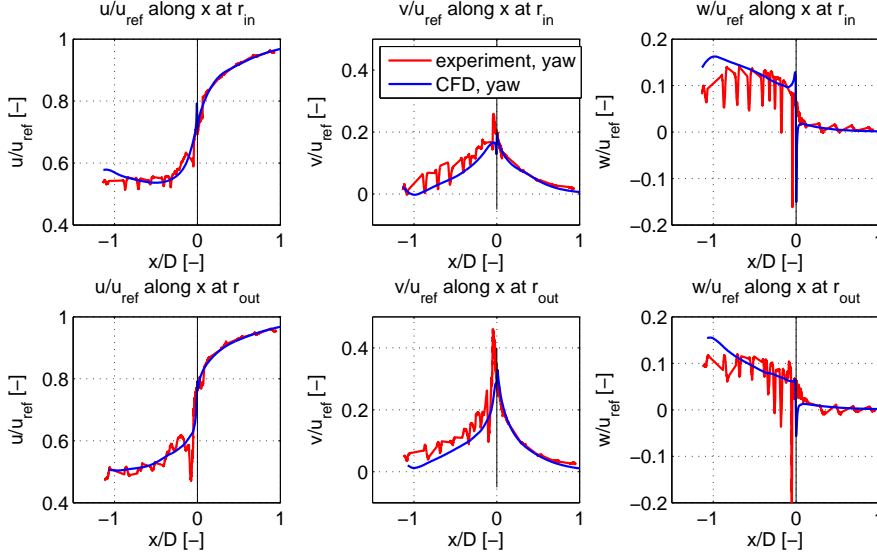 u/u_ref along x at r_in
v/u_ref along x at r_in
w/u_ref along x at r_in
1
0.8
0.6
0.4
u/u_ref [−]
−1 0 1
x/D [−]
0.4
0.2
0
v/u_ref [−]
experiment, yaw
CFD, yaw
−1 0 1
x/D [−]
0.2
0.1
0
−0.1
−0.2
w/u_ref [−]
−1 0 1
x/D [−]
u/u_ref along x at r_out
v/u_ref along x at r_out
w/u_ref along x at r_out
1
0.8
0.6
0.4
u/u_ref [−]
−1 0 1
x/D [−]
0.4
0.2
0
v/u_ref [−]
−1 0 1
x/D [−]
0.2
0.1
0
−0.1
−0.2
w/u_ref [−]
−1 0 1
x/D [−]